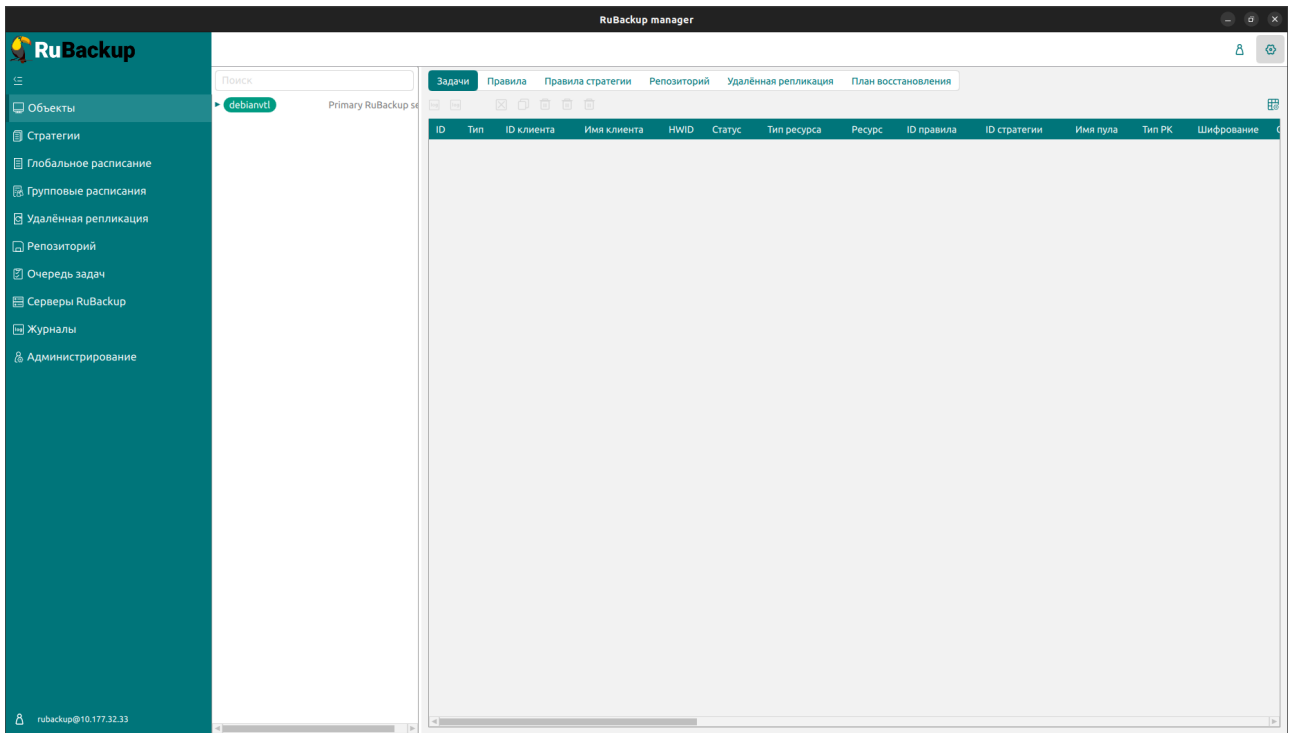 RuBackup manager
RuBackup
Поиск
Задачи Правила Правила стратегии Репозиторий Удалённая репликация План восстановления
Объекты
debianvtl Primary RuBackup se
ID Тип ID клиента Имя клиента HWID Статус Тип ресурса Ресурс ID правила ID стратегии Имя пула Тип РК Шифрование
Стратегии
Глобальное расписание
Групповые расписания
Удалённая репликация
Репозиторий
Очередь задач
Серверы RuBackup
Журналы
Администрирование
rubackup@10.177.32.33